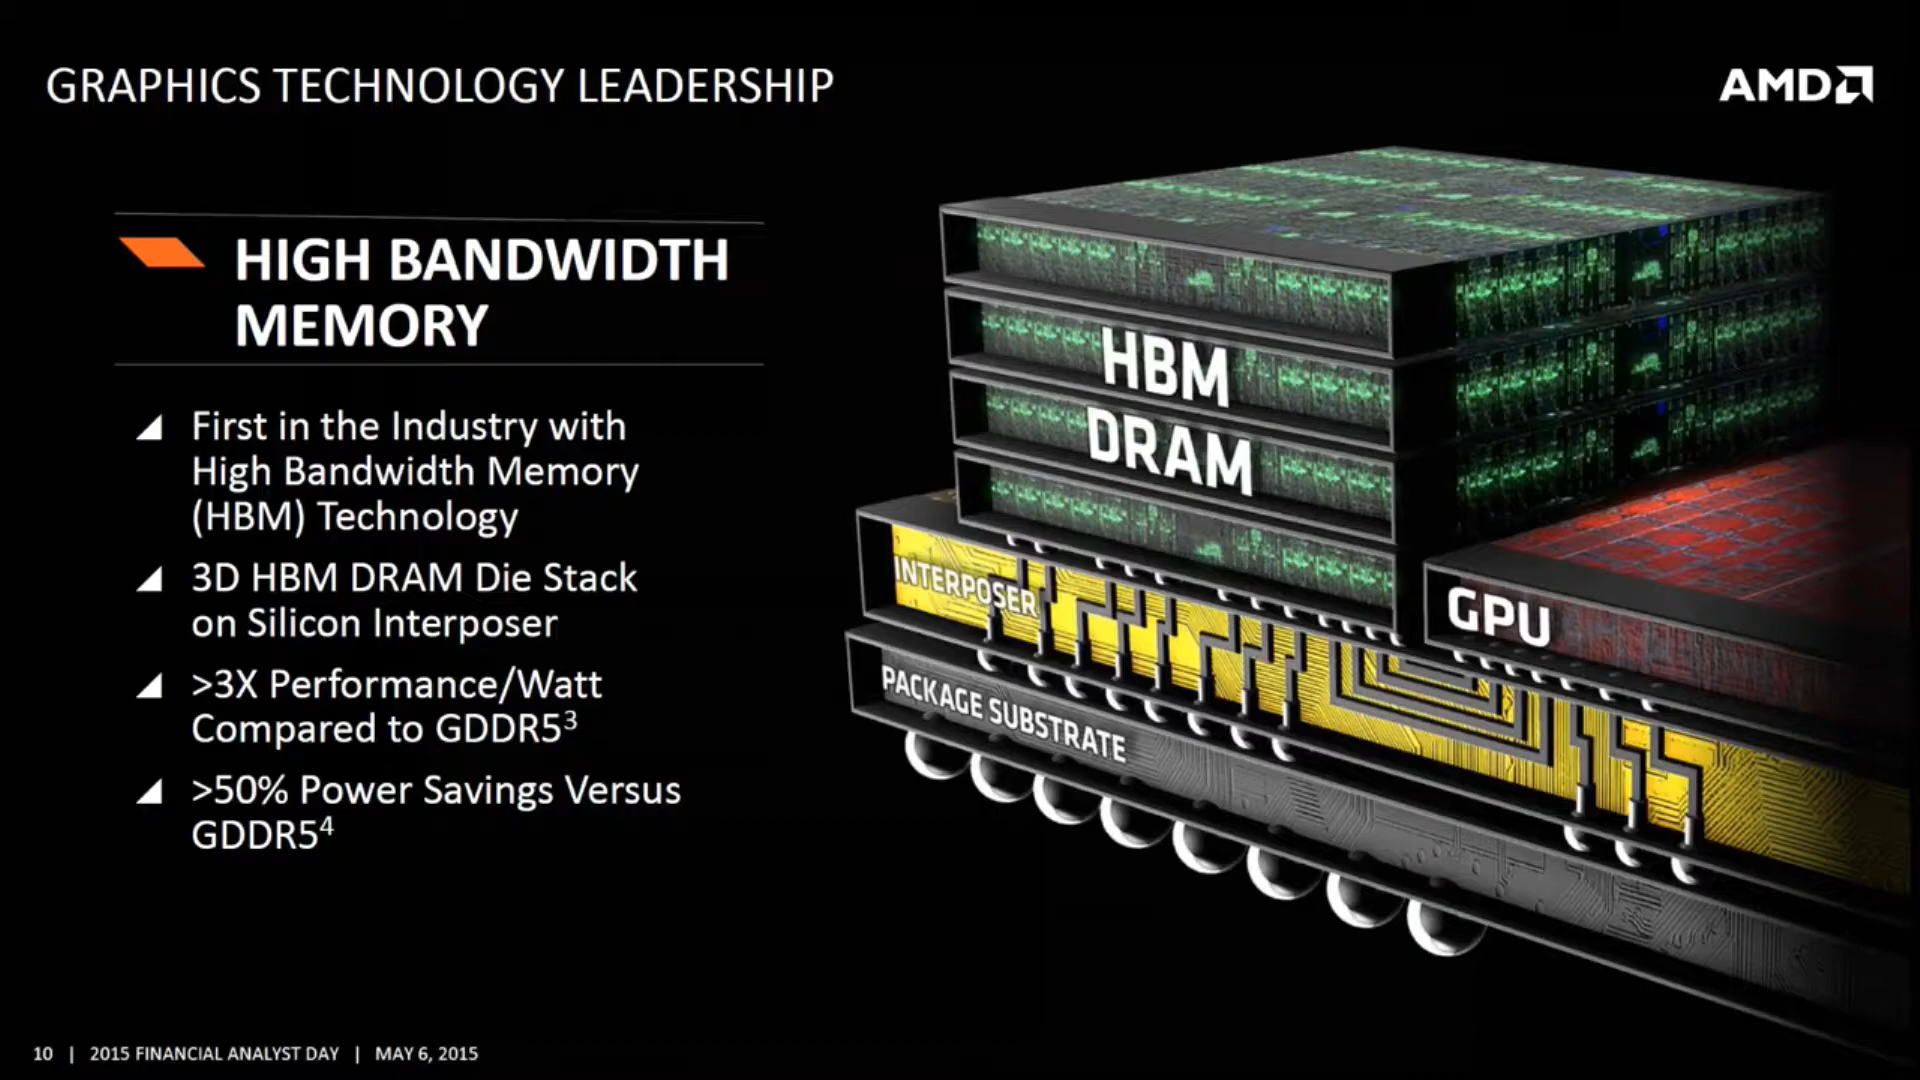 GRAPHICS TECHNOLOGY LEADERSHIP
AMD
HIGH BANDWIDTH
MEMORY
First in the Industry with
High Bandwidth Memory
(HBM) Technology
3D HBM DRAM Die Stack
on Silicon Interposer
>3X Performance/Watt
Compared to GDDR5³
>50% Power Savings Versus
GDDR5⁴
HBM
DRAM
INTERPOSER
GPU
PACKAGE SUBSTRATE
10 | 2015 FINANCIAL ANALYST DAY | MAY 6, 2015